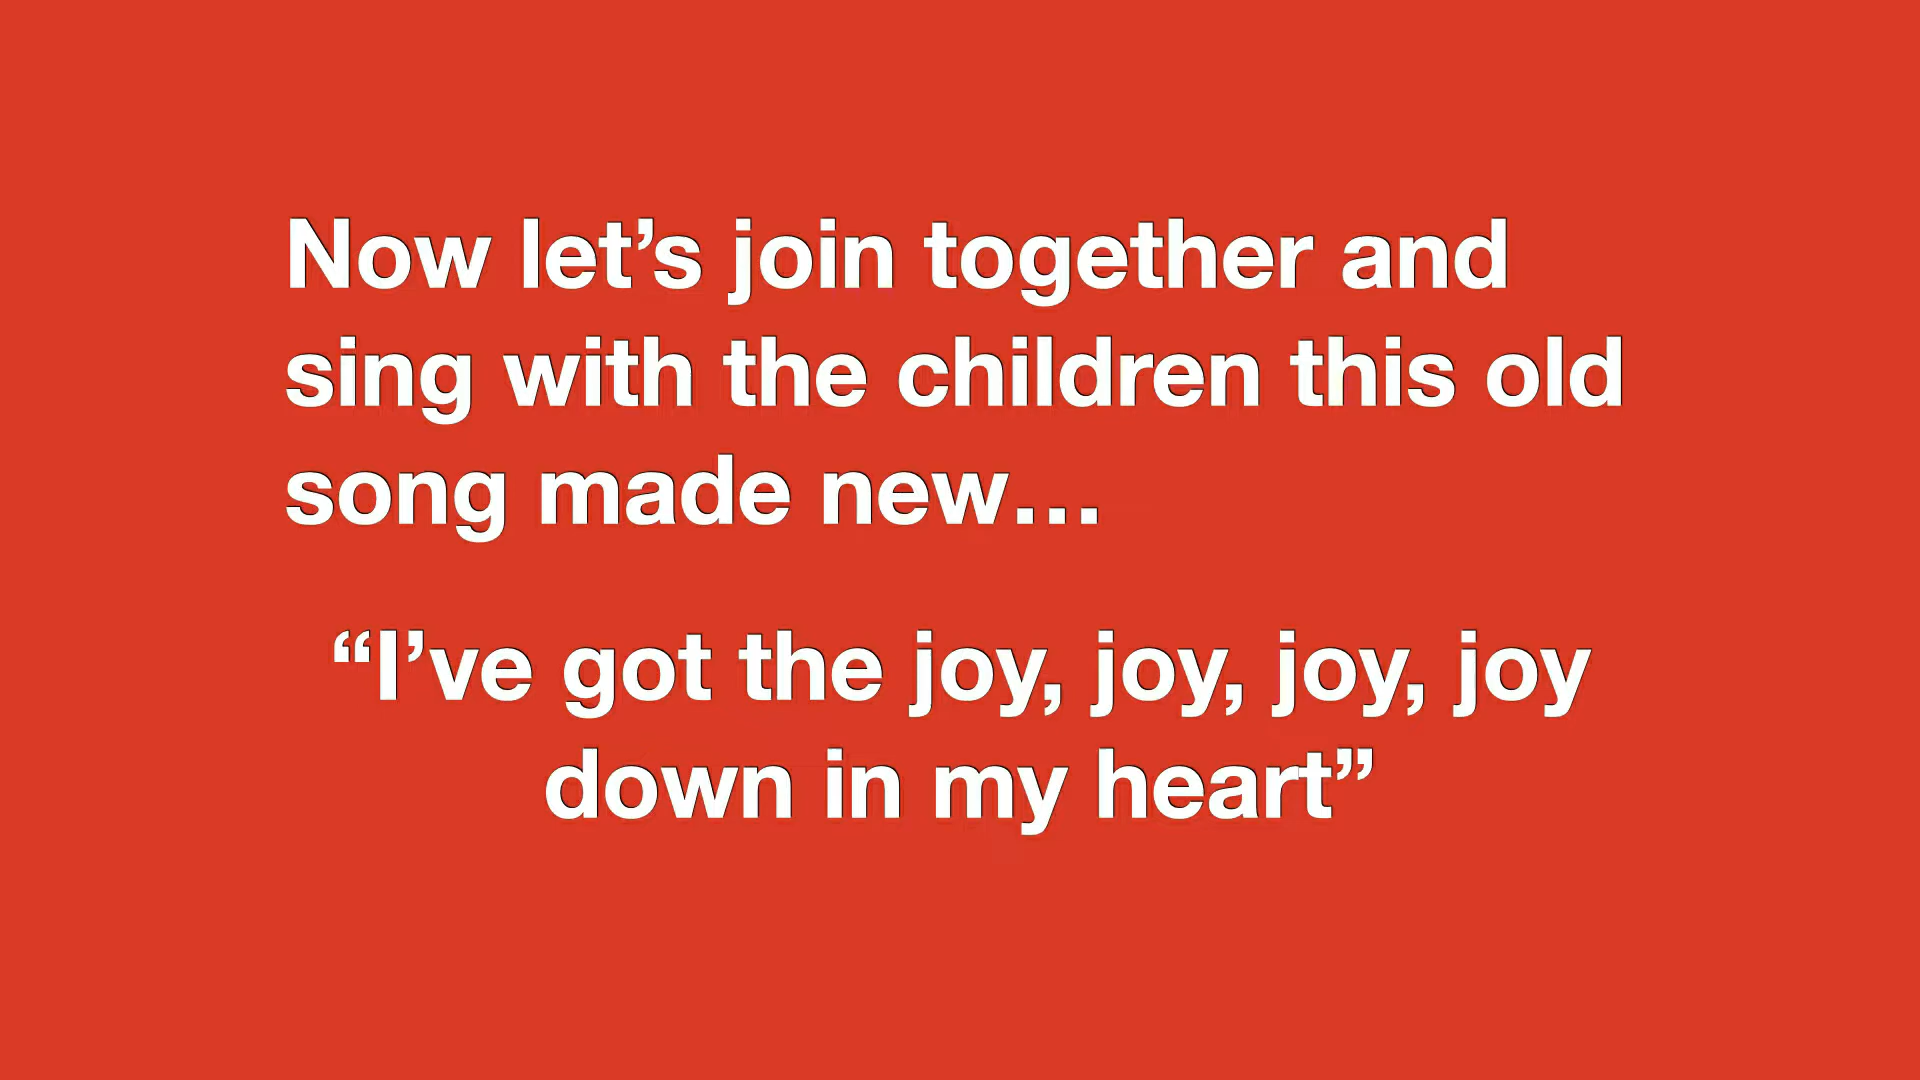 Now let’s join together and
sing with the children this old
song made new…
“I’ve got the joy, joy, joy, joy
down in my heart”